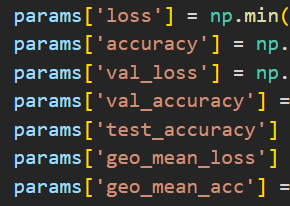 params['loss'] = np.min(
params['accuracy'] = np.
params['val_loss'] = np.
params['val_accuracy'] =
params['test_accuracy']
params['geo_mean_loss']
params['geo_mean_acc'] =